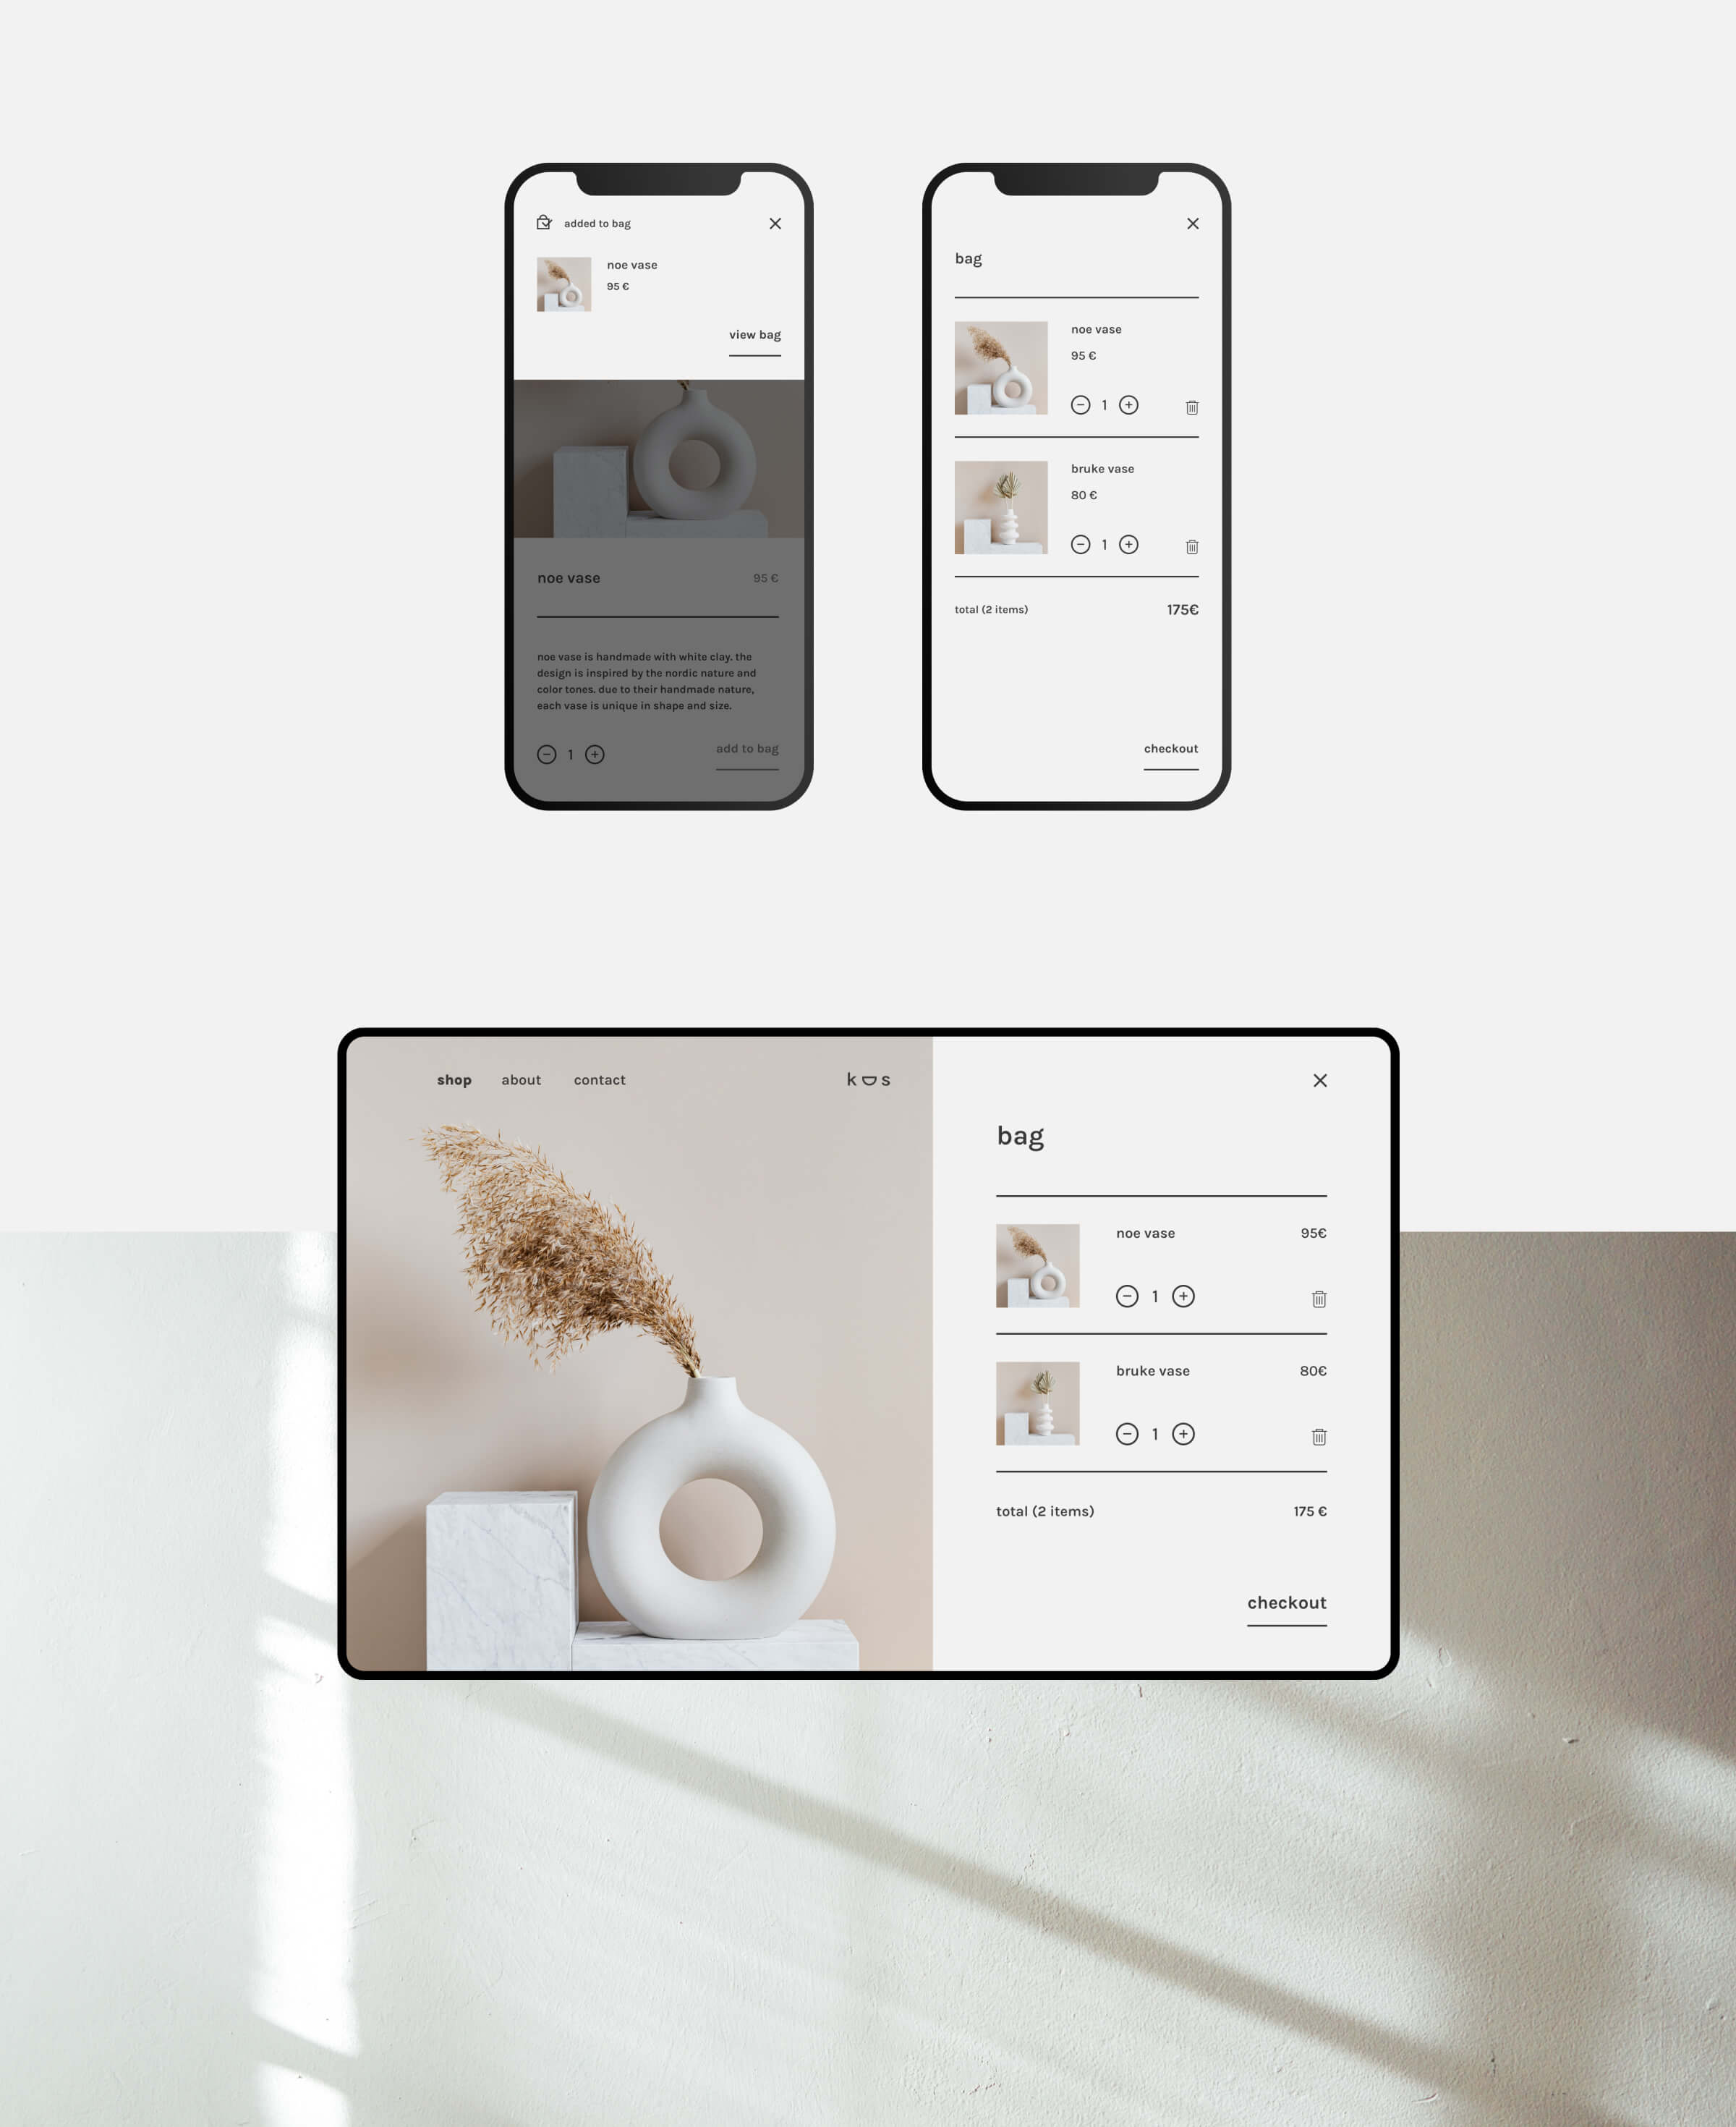 added to bag
noe vase
95 €
view bag
noe vase 95 €
noe vase is handmade with white clay. the
design is inspired by the nordic nature and
color tones. due to their handmade nature,
each vase is unique in shape and size.
1 add to bag
bag
noe vase
95 €
1
bruke vase
80 €
1
total (2 items) 175€
checkout
shop about contact k s
bag
noe vase 95€
1
bruke vase 80€
1
total (2 items) 175 €
checkout